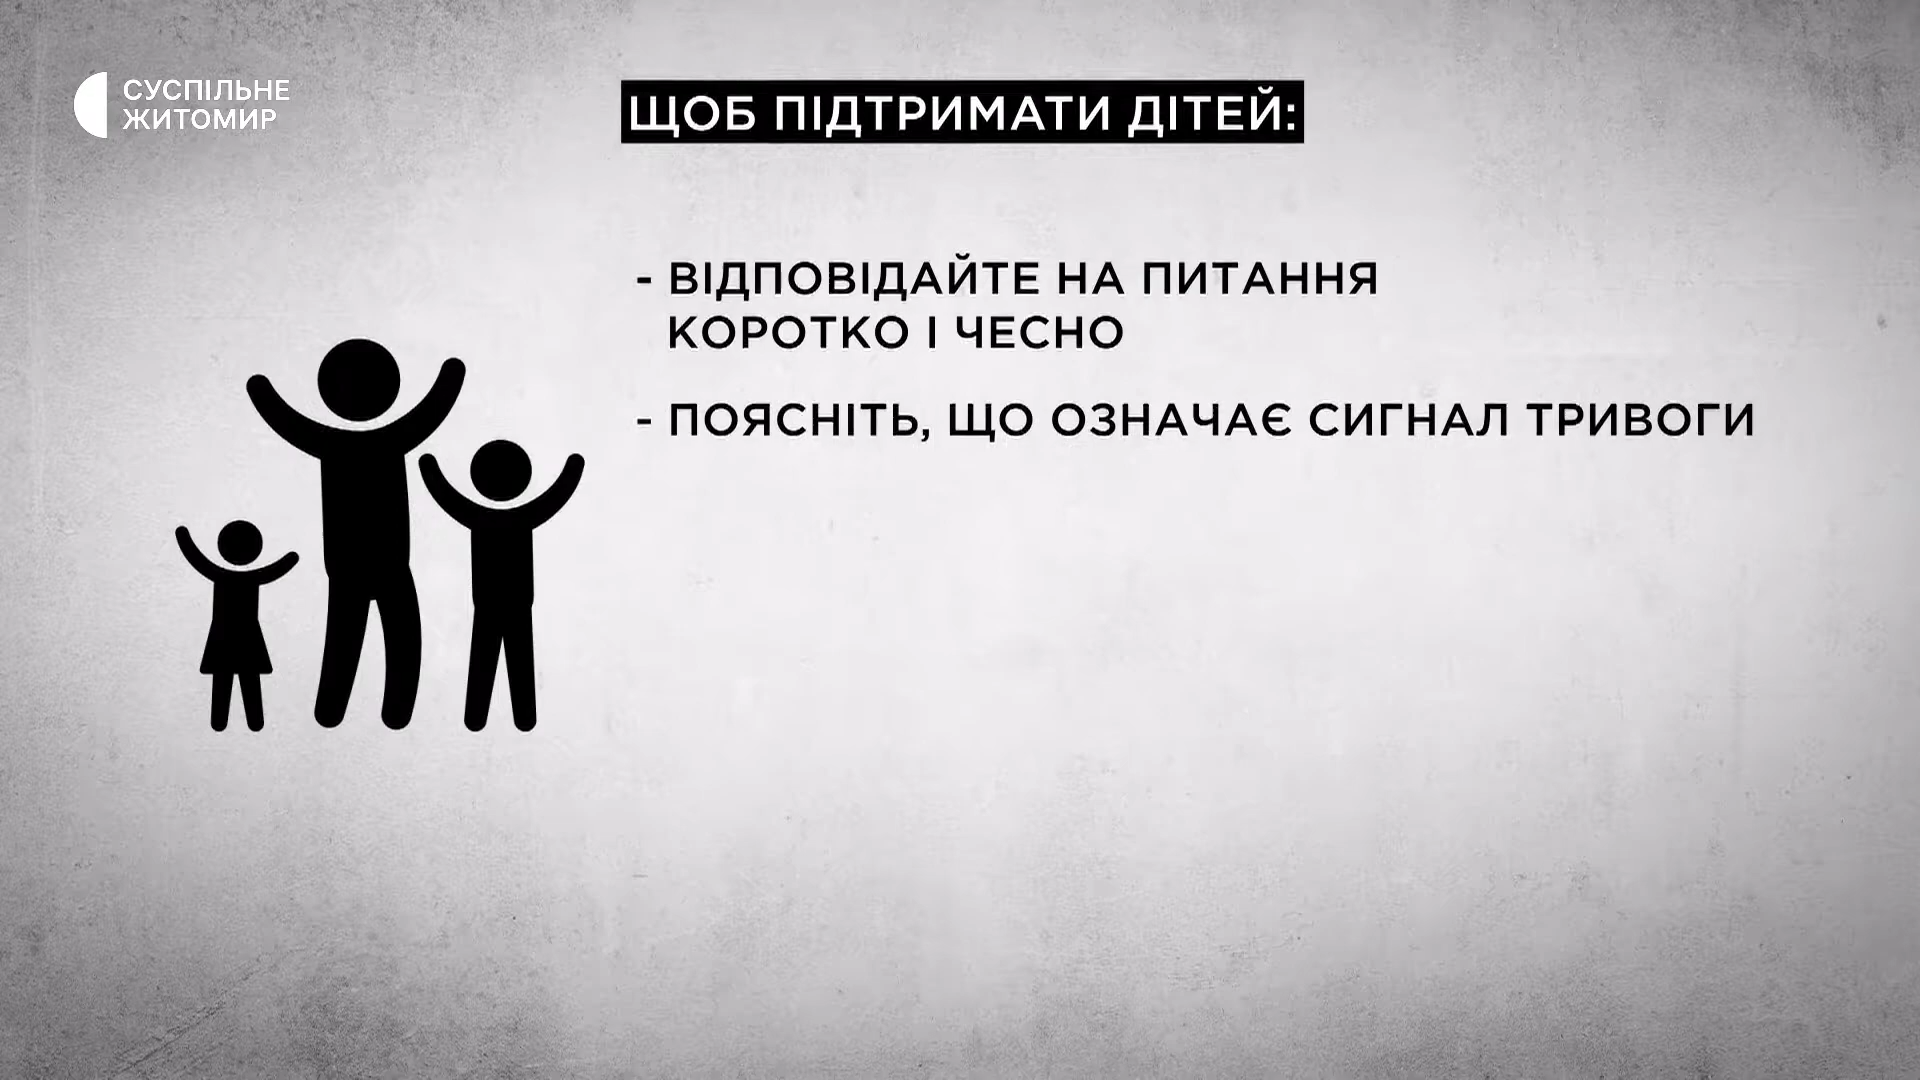 СУСПІЛЬНЕ
ЖИТОМИР
ЩОБ ПІДТРИМАТИ ДІТЕЙ:
- ВІДПОВІДАЙТЕ НА ПИТАННЯ
КОРОТКО І ЧЕСНО
- ПОЯСНІТЬ, ЩО ОЗНАЧАЄ СИГНАЛ ТРИВОГИ